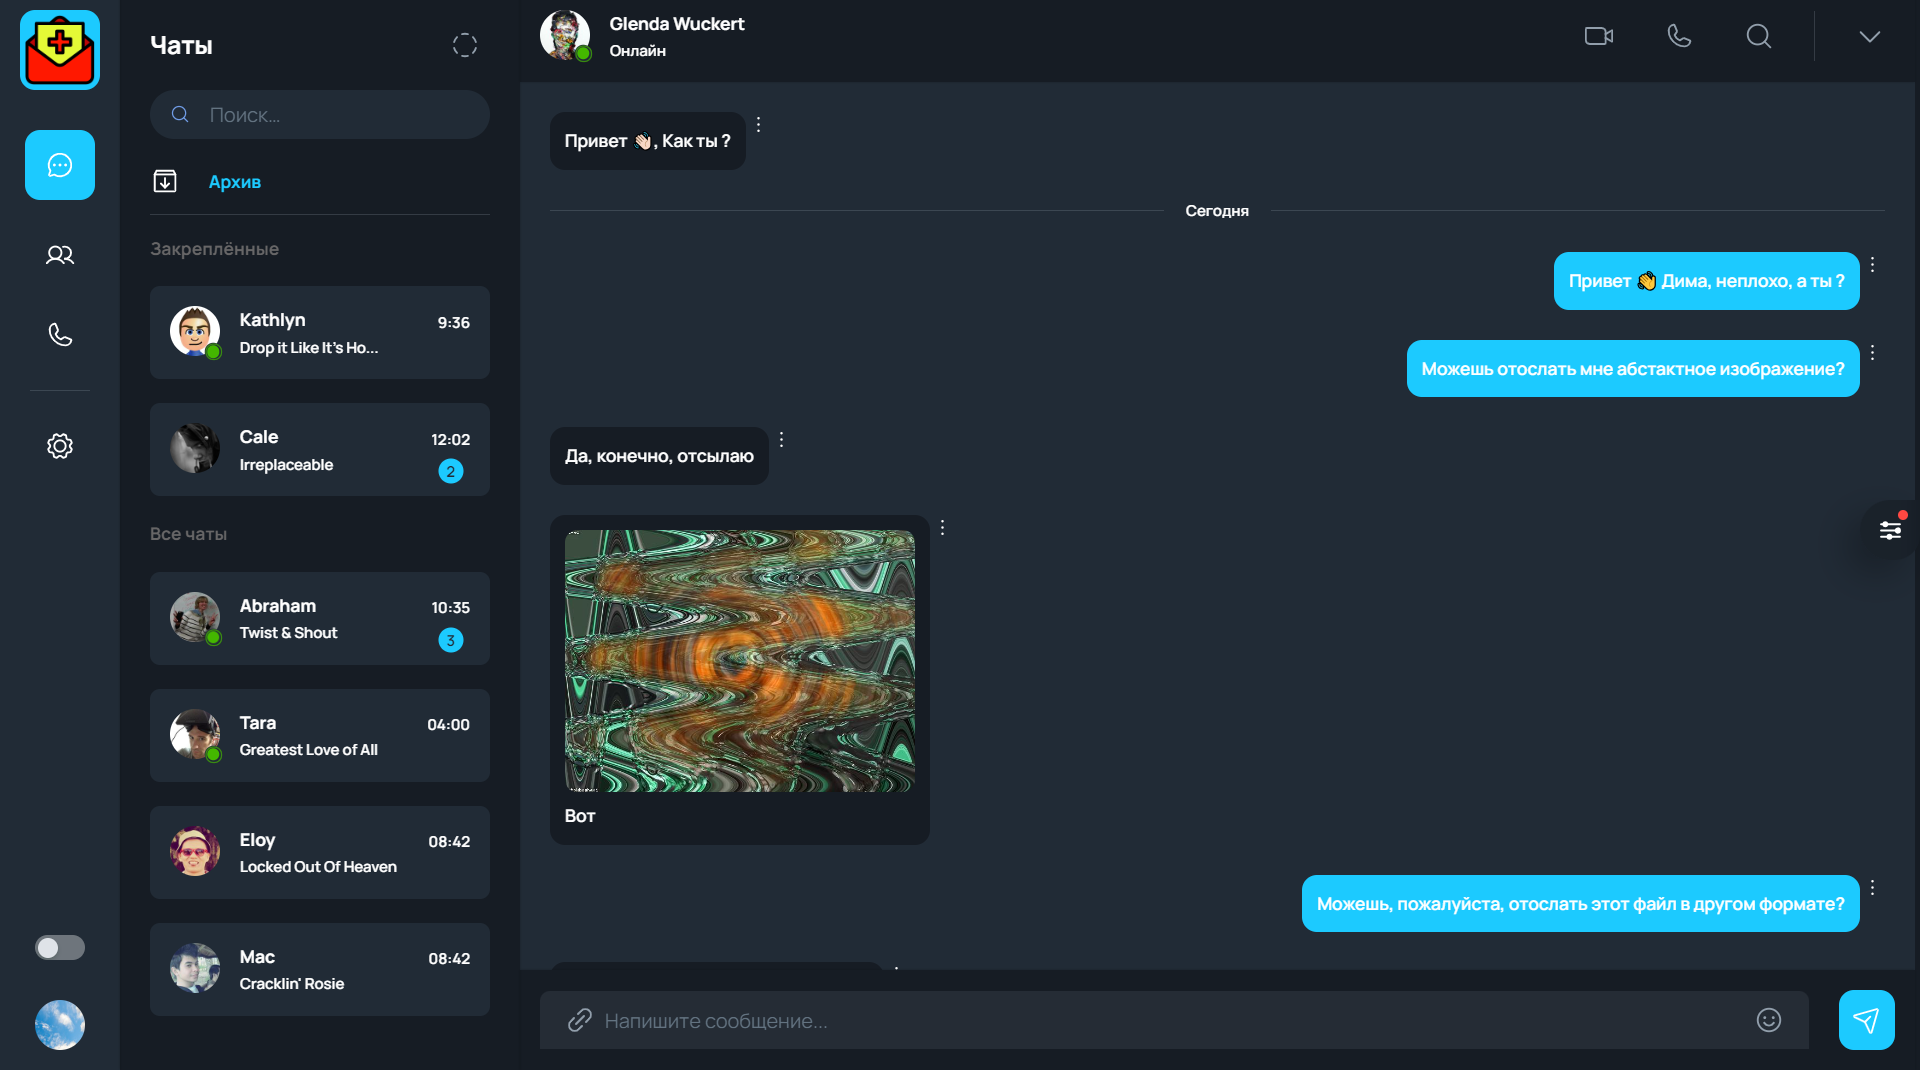 Чаты
Поиск...
Архив
Закреплённые
Kathlyn
9:36
Drop it Like It's Ho...
Cale
12:02
Irreplaceable
2
Все чаты
Abraham
10:35
Twist & Shout
3
Tara
04:00
Greatest Love of All
Eloy
08:42
Locked Out Of Heaven
Mac
08:42
Cracklin' Rosie
Glenda Wuckert
Онлайн
Привет 👋🏻, Как ты ?
Сегодня
Привет 👋 Дима, неплохо, а ты ?
Можешь отослать мне абстактное изображение?
Да, конечно, отсылаю
Вот
Можешь, пожалуйста, отослать этот файл в другом формате?
Напишите сообщение...